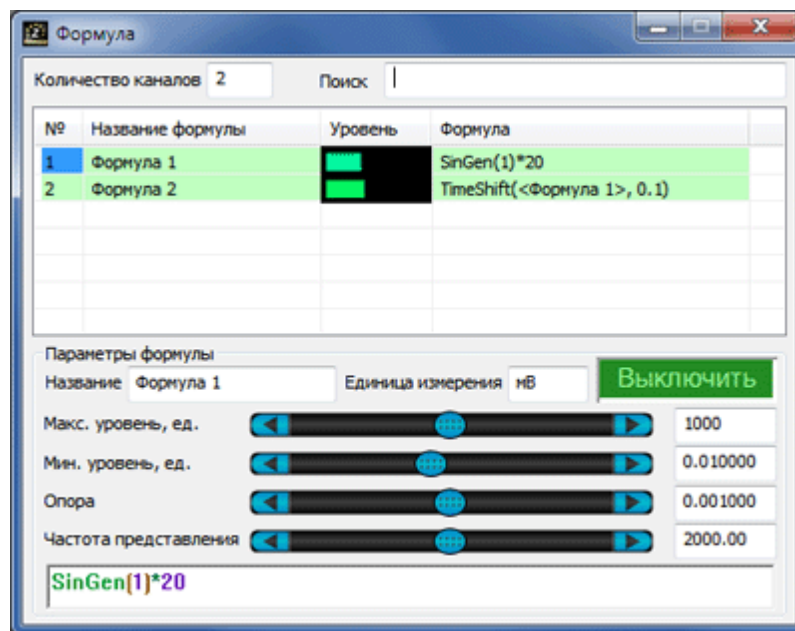 Формула
Количество каналов 2 Поиск
№ Название формулы Уровень Формула
1 Формула 1 SinGen(1)*20
2 Формула 2 TimeShift(<Формула 1>, 0.1)
Параметры формулы
Название Формула 1 Единица измерения мВ Выключить
Макс. уровень, ед. 1000
Мин. уровень, ед. 0.010000
Опора 0.001000
Частота представления 2000.00
SinGen(1)*20